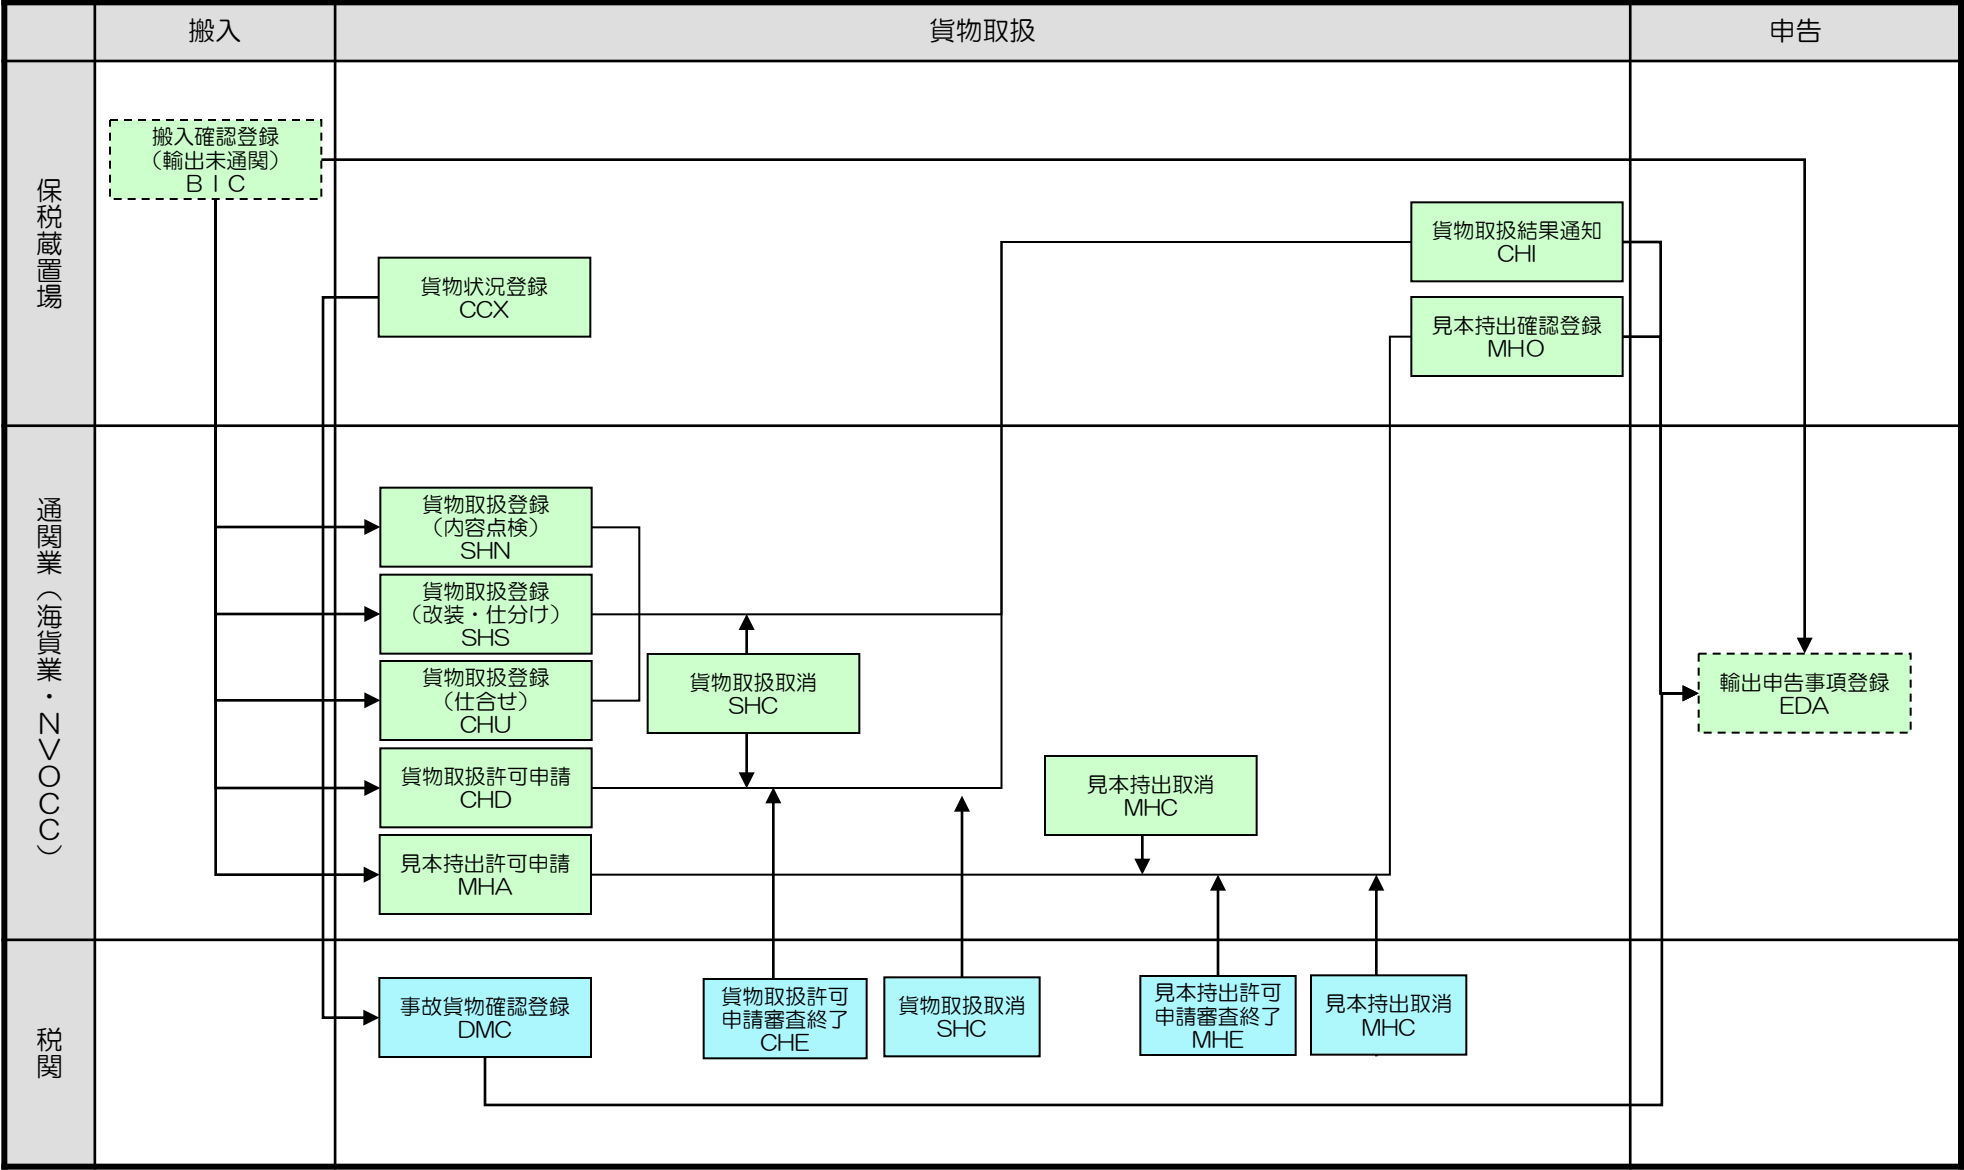 搬入
貨物取扱
申告
保税蔵置場
搬入確認登録
（輸出未通関）
ＢＩＣ
貨物状況登録
CCX
貨物取扱結果通知
CHI
見本持出確認登録
MHO
通関業（海貨業・ＮＶＯＣＣ）
貨物取扱登録
（内容点検）
SHN
貨物取扱登録
（改装・仕分け）
SHS
貨物取扱登録
（仕合せ）
CHU
貨物取扱許可申請
CHD
見本持出許可申請
MHA
貨物取扱取消
SHC
見本持出取消
MHC
輸出申告事項登録
EDA
税関
事故貨物確認登録
DMC
貨物取扱許可
申請審査終了
CHE
貨物取扱取消
SHC
見本持出許可
申請審査終了
MHE
見本持出取消
MHC